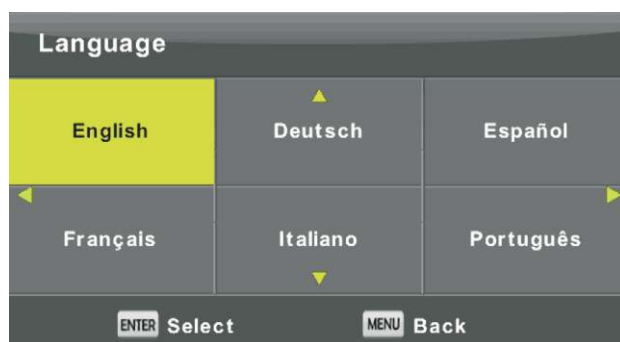 Language
English Deutsch Español
Français Italiano Português
ENTER Select MENU Back